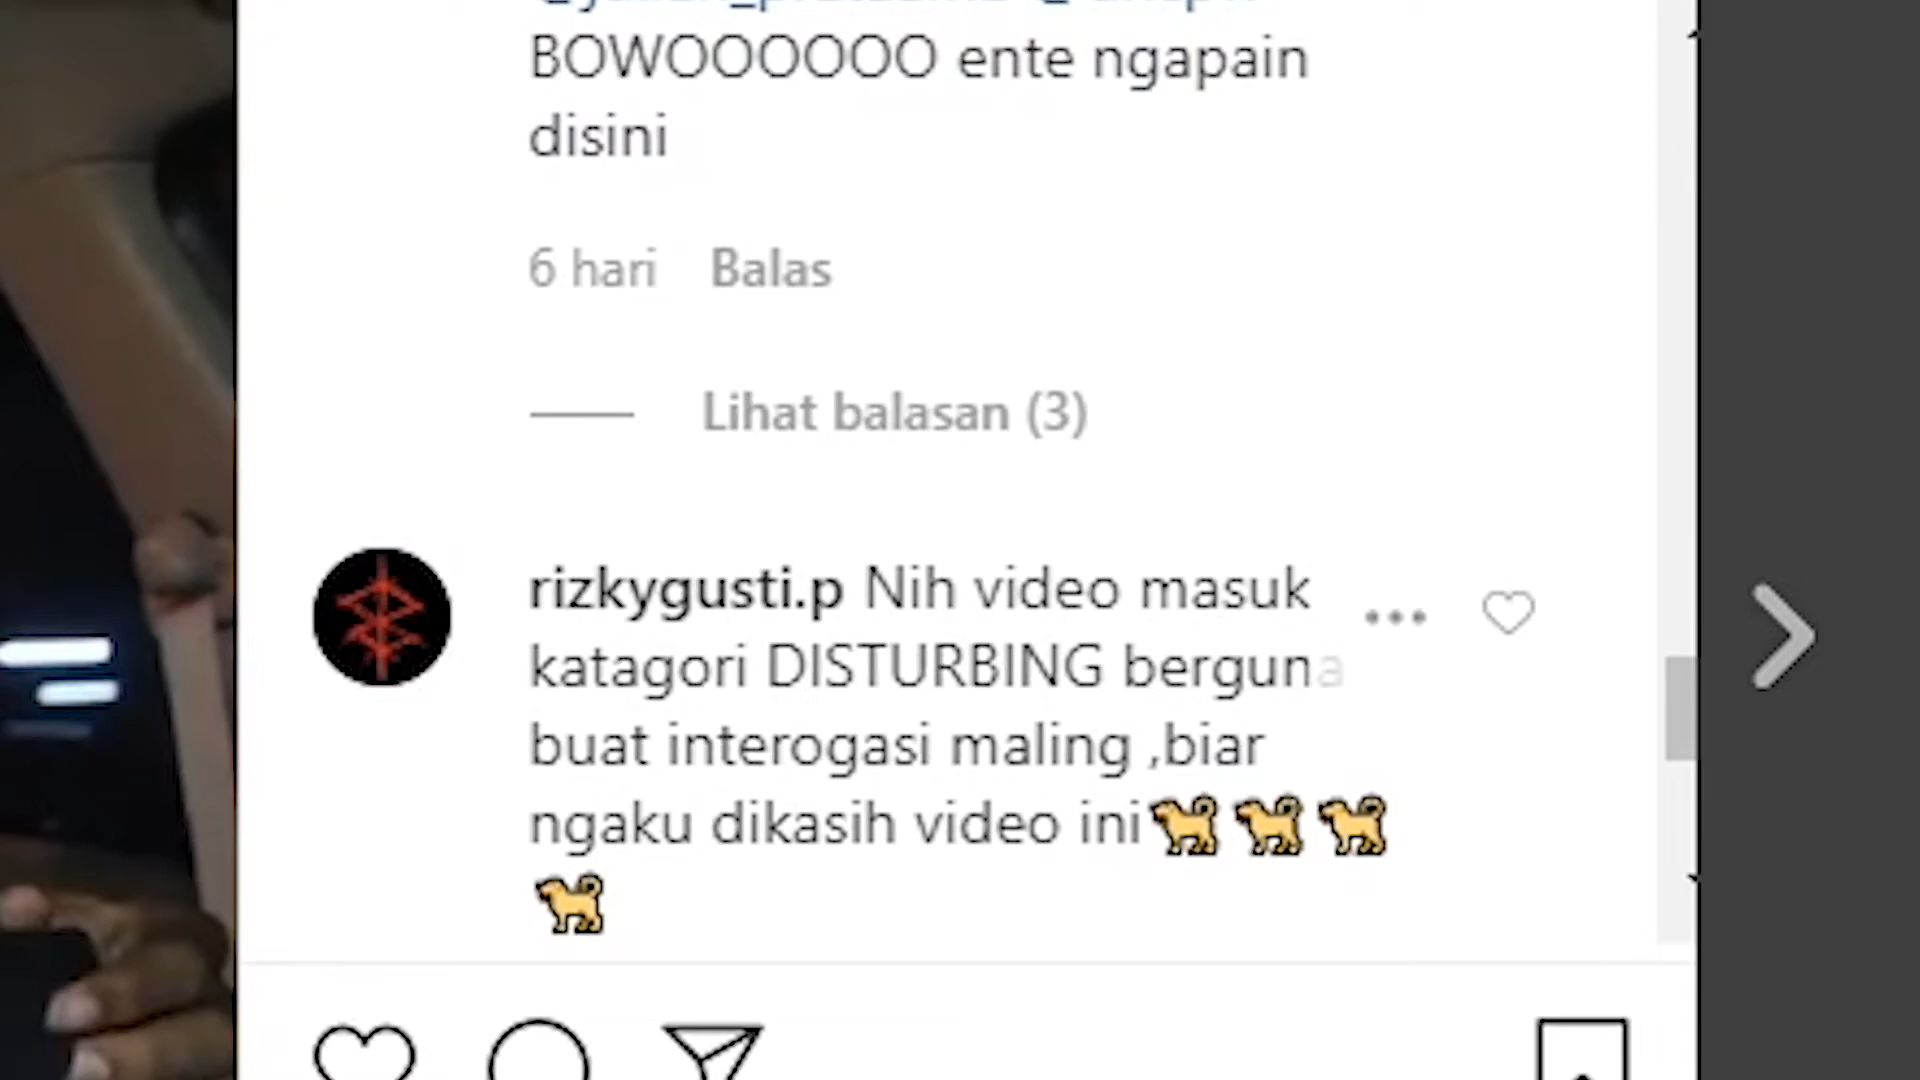 BOWOOOOOO ente ngapain
disini
6 hari Balas
Lihat balasan (3)
rizkygusti.p Nih video masuk
katagori DISTURBING berguna
buat interogasi maling ,biar
ngaku dikasih video ini🐕🐕🐕
🐕